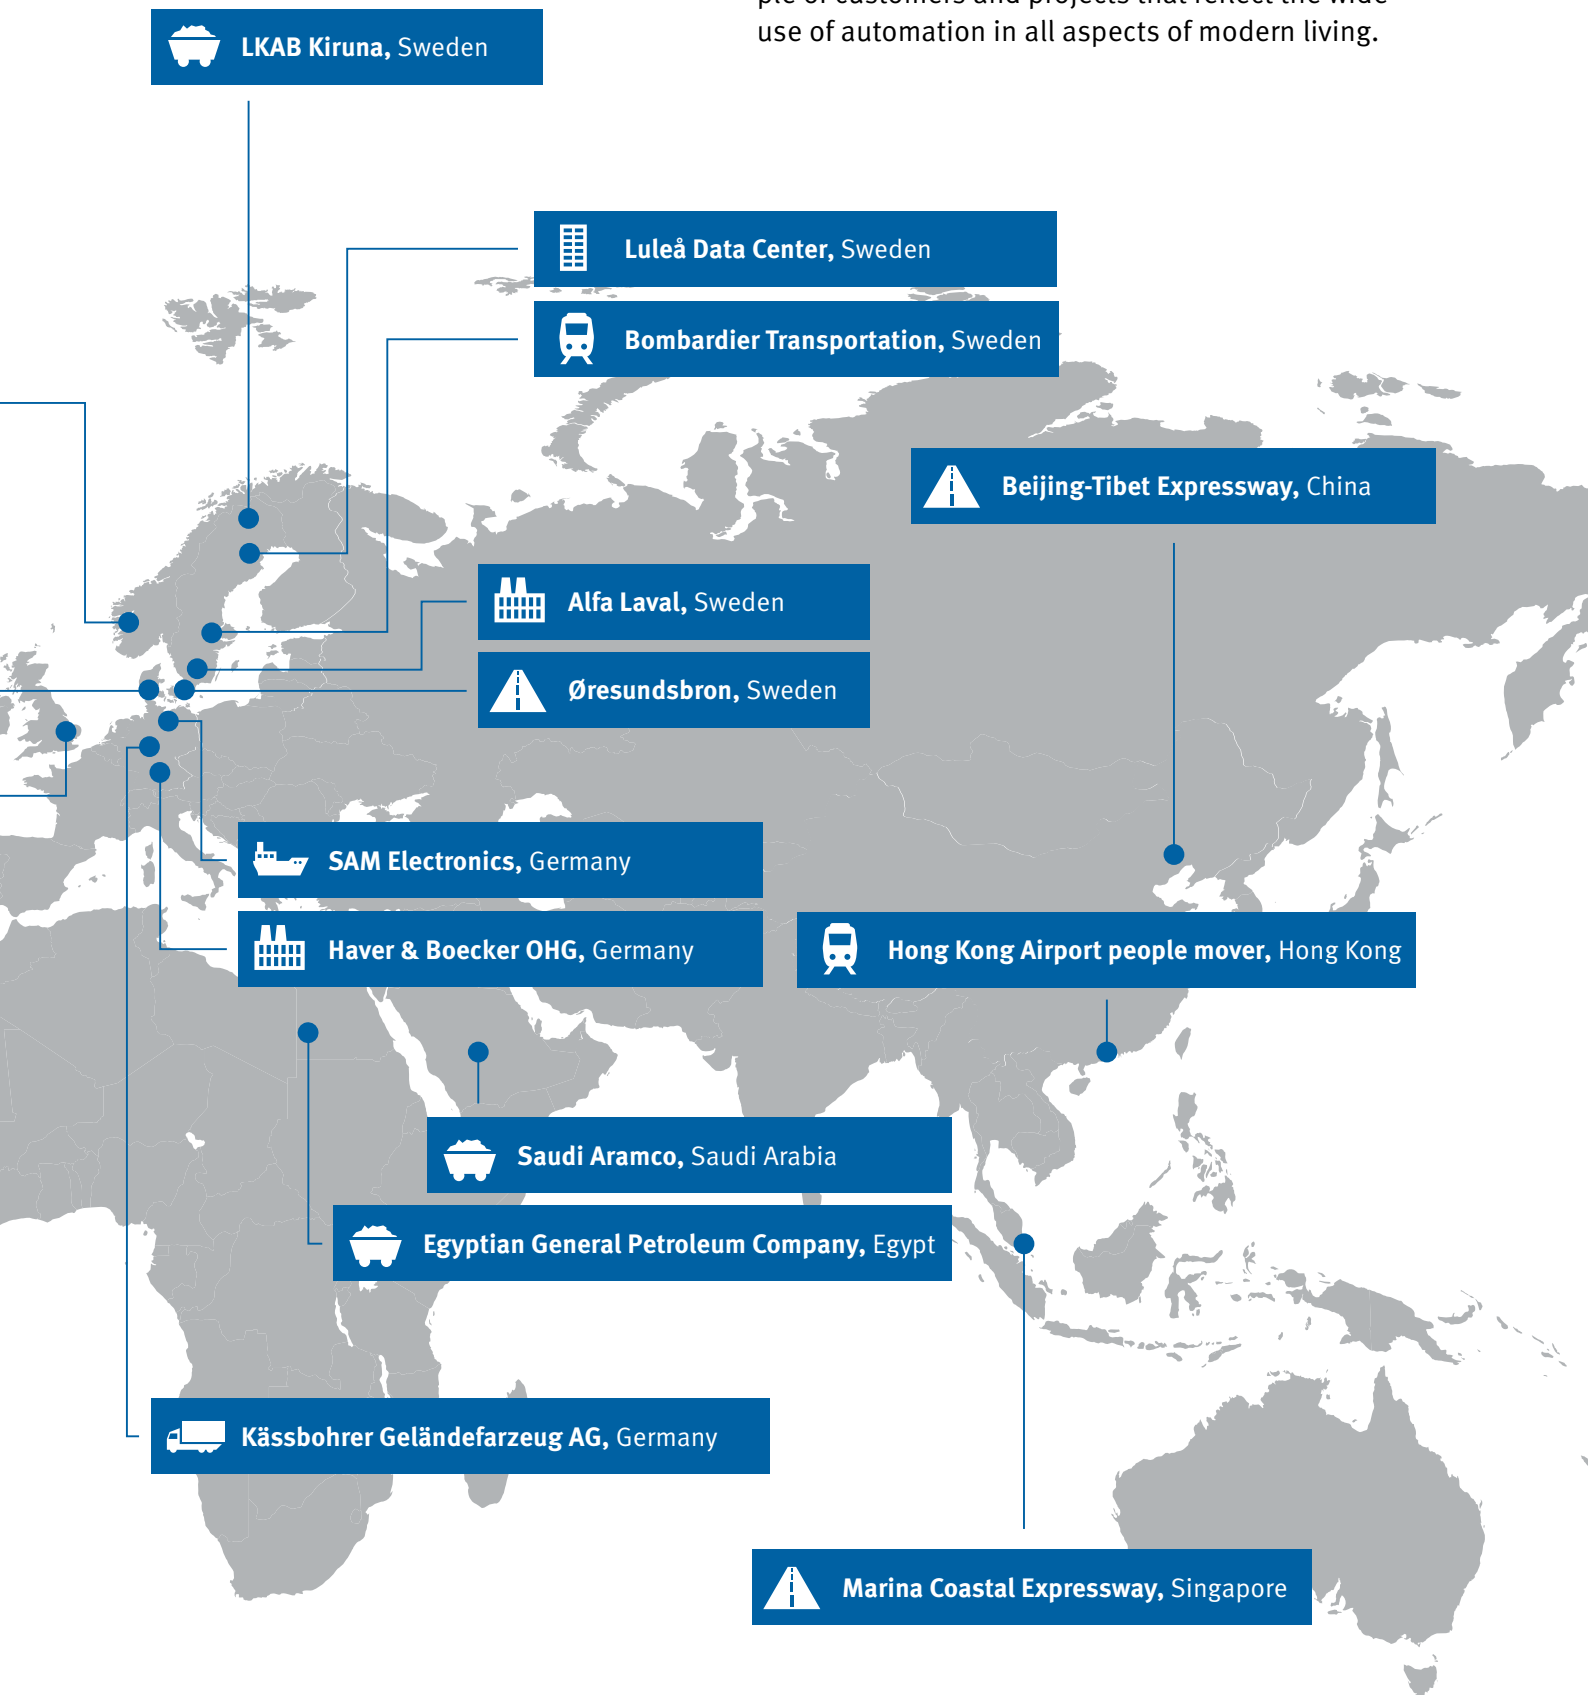 use of automation in all aspects of modern living.
LKAB Kiruna, Sweden
Luleå Data Center, Sweden
Bombardier Transportation, Sweden
Beijing-Tibet Expressway, China
Alfa Laval, Sweden
Øresundsbron, Sweden
SAM Electronics, Germany
Haver & Boecker OHG, Germany
Hong Kong Airport people mover, Hong Kong
Saudi Aramco, Saudi Arabia
Egyptian General Petroleum Company, Egypt
Kässbohrer Geländefarzeug AG, Germany
Marina Coastal Expressway, Singapore